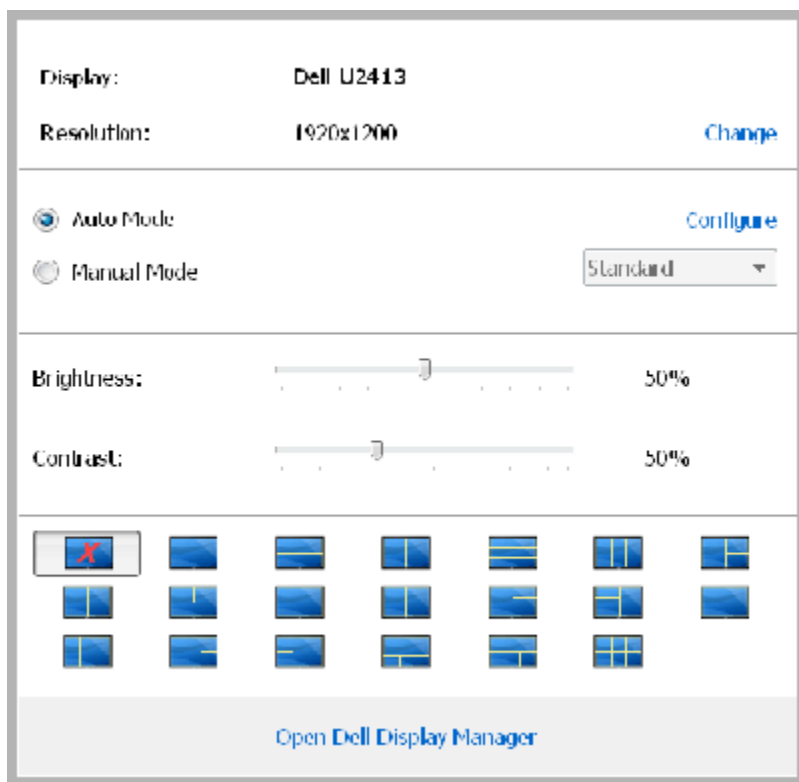 Display: Dell U2413
Resolution: 1920x1200 Change
Auto Mode Configure
Manual Mode Standard
Brightness: 50%
Contrast: 50%
Open Dell Display Manager